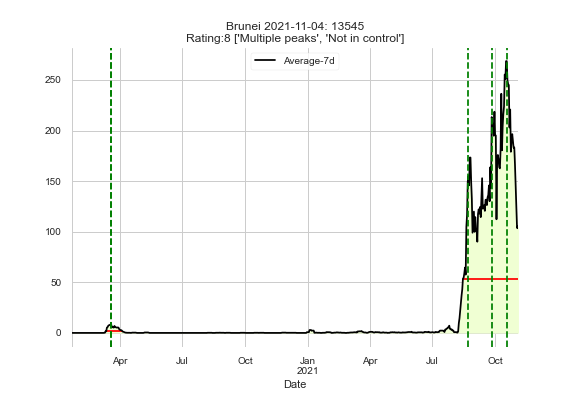 Brunei 2021-11-04: 13545
Rating:8 ['Multiple peaks', 'Not in control']
Average-7d
250
200
150
100
50
0
Apr
Jul
Oct
Jan
2021
Apr
Jul
Oct
Date